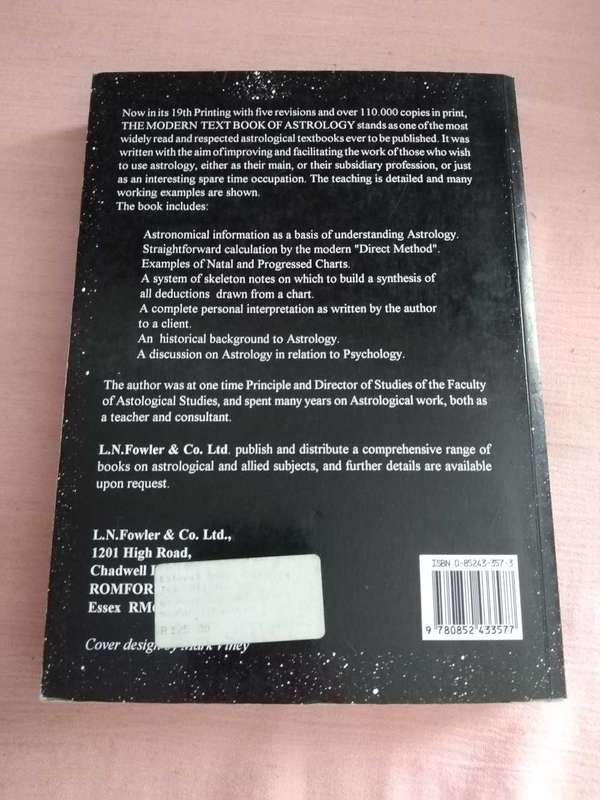 Now in its 19th Printing with five revisions and over 110.000 copies in print,
THE MODERN TEXT BOOK OF ASTROLOGY stands as one of the most
widely read and respected astrological textbooks ever to be published. It was
written with the aim of improving and facilitating the work of those who wish
to use astrology, either as their main, or their subsidiary profession, or just
as an interesting spare time occupation. The teaching is detailed and many
working examples are shown.
The book includes:
Astronomical information as a basis of understanding Astrology.
Straightforward calculation by the modern "Direct Method".
Examples of Natal and Progressed Charts.
A system of skeleton notes on which to build a synthesis of
all deductions drawn from a chart.
A complete personal interpretation as written by the author
to a client.
An historical background to Astrology.
A discussion on Astrology in relation to Psychology.
The author was at one time Principle and Director of Studies of the Faculty
of Astological Studies, and spent many years on Astrological work, both as
a teacher and consultant.
L.N.Fowler & Co. Ltd. publish and distribute a comprehensive range of
books on astrological and allied subjects, and further details are available
upon request.
L.N.Fowler & Co. Ltd.,
1201 High Road,
Chadwell
Essex
Cover design by Mark Viney
ISBN 0-85243-357-3
9 780852 433577